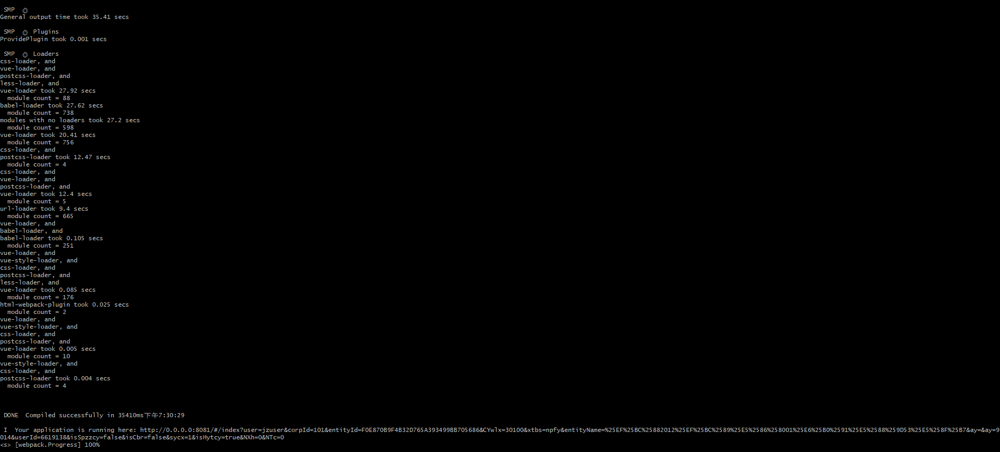 SMP ⏱
General output time took 35.41 secs
SMP ⏱ Plugins
ProvidePlugin took 0.001 secs
SMP ⏱ Loaders
css-loader, and
vue-loader, and
postcss-loader, and
less-loader, and
vue-loader took 27.92 secs
module count = 88
babel-loader took 27.62 secs
module count = 738
modules with no loaders took 27.2 secs
module count = 598
vue-loader took 20.41 secs
module count = 756
css-loader, and
postcss-loader took 12.47 secs
module count = 4
css-loader, and
vue-loader, and
postcss-loader, and
vue-loader took 12.4 secs
module count = 5
url-loader took 9.4 secs
module count = 665
vue-loader, and
babel-loader, and
babel-loader took 0.105 secs
module count = 251
vue-loader, and
vue-style-loader, and
css-loader, and
postcss-loader, and
less-loader, and
vue-loader took 0.085 secs
module count = 176
html-webpack-plugin took 0.025 secs
module count = 2
vue-loader, and
vue-style-loader, and
css-loader, and
postcss-loader, and
vue-loader took 0.005 secs
module count = 10
vue-style-loader, and
css-loader, and
postcss-loader took 0.004 secs
module count = 4
DONE Compiled successfully in 35410ms下午7:30:29
I Your application is running here: http://0.0.0.0:8081/#/index?user=jzuser&corpId=101&entityId=F0E870B9F4B32D765A393499BB705686&CYwlx=30100&xtbs=npfy&entityName=%25EF%25BC%25882012%25EF%25BC%2589%25E5%2586%258001%25E6%25B0%2591%25E5%2588%259D53%25E5%258F%25B7&ay=&ay=9
014&userId=6619138&isSpzzcy=false&isCbr=false&sycx=1&isHytcy=true&NXh=0&NTc=0
<s> [webpack.Progress] 100%